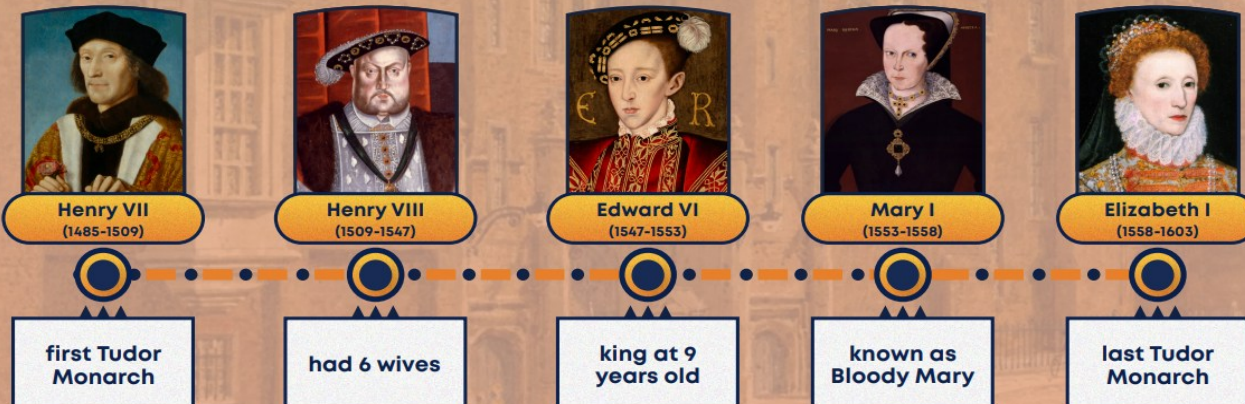 E R
Henry VII
(1485-1509)
Henry VIII
(1509-1547)
Edward VI
(1547-1553)
Mary I
(1553-1558)
Elizabeth I
(1558-1603)
first Tudor
Monarch
had 6 wives
king at 9
years old
known as
Bloody Mary
last Tudor
Monarch